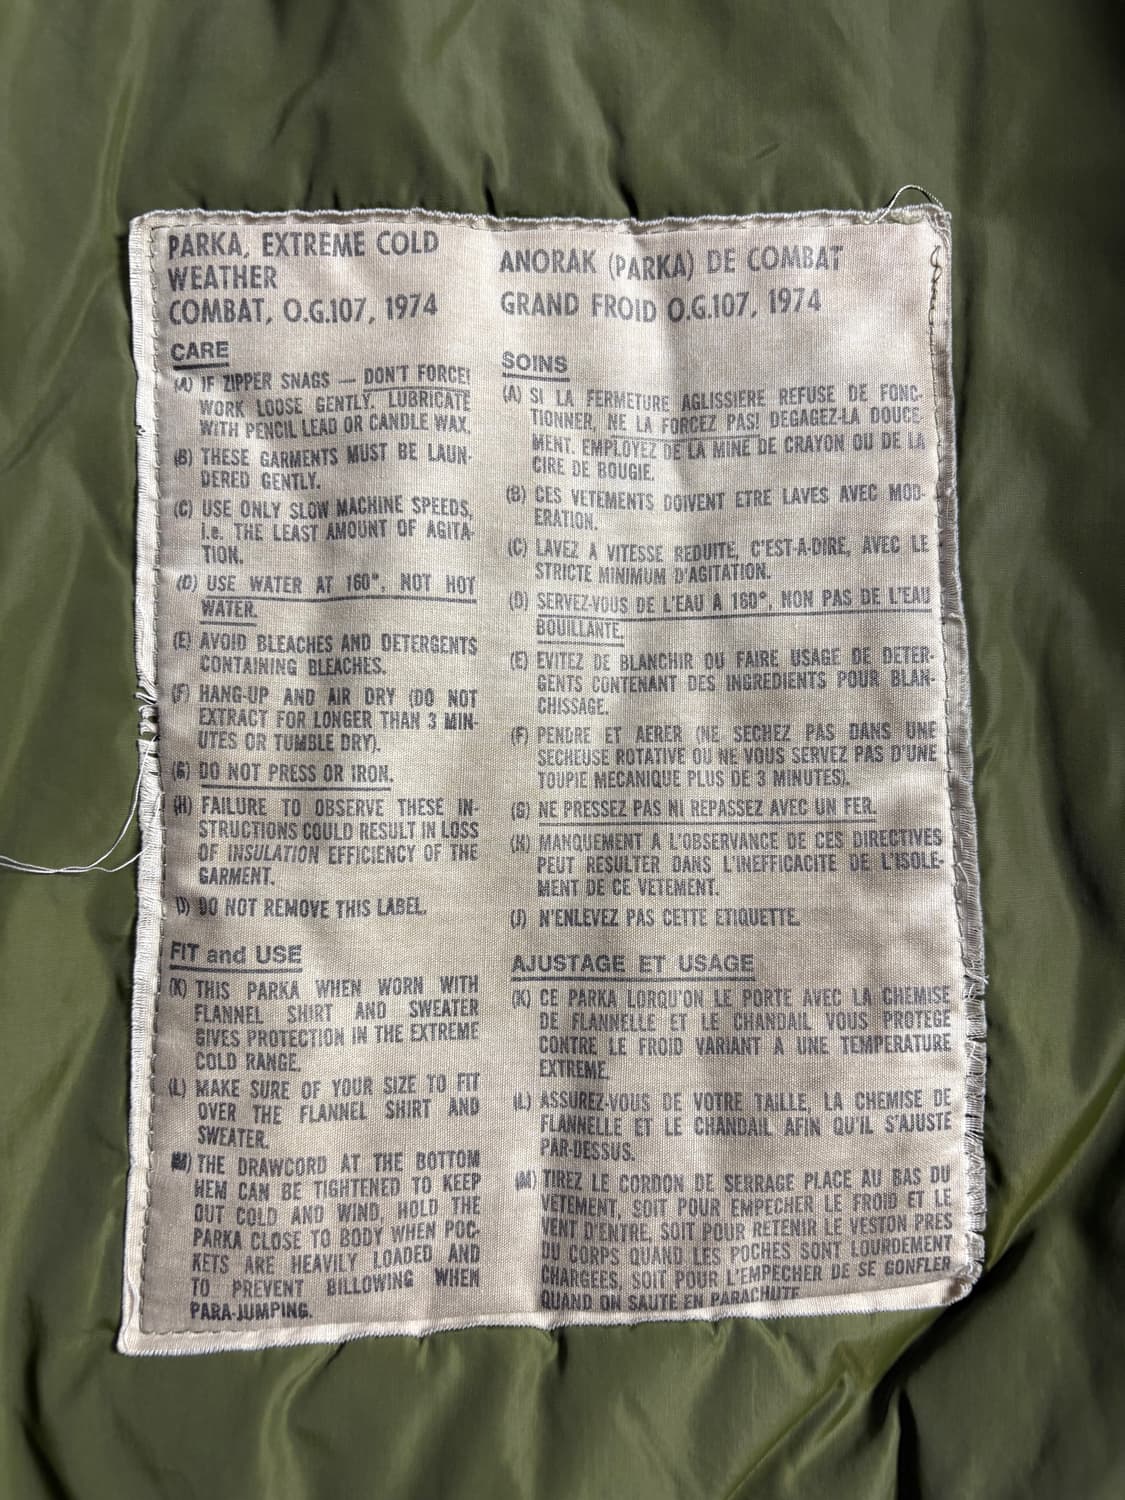 PARKA, EXTREME COLD
WEATHER
COMBAT, O.G.107, 1974
CARE
(A) IF ZIPPER SNAGS — DON'T FORCE!
WORK LOOSE GENTLY. LUBRICATE
WITH PENCIL LEAD OR CANDLE WAX.
(B) THESE GARMENTS MUST BE LAUN-
DERED GENTLY.
(C) USE ONLY SLOW MACHINE SPEEDS,
i.e. THE LEAST AMOUNT OF AGITA-
TION.
(D) USE WATER AT 160°, NOT HOT
WATER.
(E) AVOID BLEACHES AND DETERGENTS
CONTAINING BLEACHES.
(F) HANG-UP AND AIR DRY (DO NOT
EXTRACT FOR LONGER THAN 3 MIN-
UTES OR TUMBLE DRY).
(G) DO NOT PRESS OR IRON.
(H) FAILURE TO OBSERVE THESE IN-
STRUCTIONS COULD RESULT IN LOSS
OF INSULATION EFFICIENCY OF THE
GARMENT.
(J) DO NOT REMOVE THIS LABEL.
FIT and USE
(K) THIS PARKA WHEN WORN WITH
FLANNEL SHIRT AND SWEATER
GIVES PROTECTION IN THE EXTREME
COLD RANGE.
(L) MAKE SURE OF YOUR SIZE TO FIT
OVER THE FLANNEL SHIRT AND
SWEATER.
(M) THE DRAWCORD AT THE BOTTOM
HEM CAN BE TIGHTENED TO KEEP
OUT COLD AND WIND, HOLD THE
PARKA CLOSE TO BODY WHEN POC-
KETS ARE HEAVILY LOADED AND
TO PREVENT BILLOWING WHEN
PARA-JUMPING.
ANORAK (PARKA) DE COMBAT
GRAND FROID O.G.107, 1974
SOINS
(A) SI LA FERMETURE AGLISSIERE REFUSE DE FONC-
TIONNER, NE LA FORCEZ PAS! DEGAGEZ-LA DOUCE-
MENT. EMPLOYEZ DE LA MINE DE CRAYON OU DE LA
CIRE DE BOUGIE.
(B) CES VETEMENTS DOIVENT ETRE LAVES AVEC MOD-
ERATION.
(C) LAVEZ A VITESSE REDUITE, C'EST-A-DIRE, AVEC LE
STRICTE MINIMUM D'AGITATION.
(D) SERVEZ-VOUS DE L'EAU A 160°, NON PAS DE L'EAU
BOUILLANTE.
(E) EVITEZ DE BLANCHIR OU FAIRE USAGE DE DETER-
GENTS CONTENANT DES INGREDIENTS POUR BLAN-
CHISSAGE.
(F) PENDRE ET AERER (NE SECHEZ PAS DANS UNE
SECHEUSE ROTATIVE OU NE VOUS SERVEZ PAS D'UNE
TOUPIE MECANIQUE PLUS DE 3 MINUTES).
(G) NE PRESSEZ PAS NI REPASSEZ AVEC UN FER.
(H) MANQUEMENT A L'OBSERVANCE DE CES DIRECTIVES
PEUT RESULTER DANS L'INEFFICACITE DE L'ISOLE-
MENT DE CE VETEMENT.
(J) N'ENLEVEZ PAS CETTE ETIQUETTE.
AJUSTAGE ET USAGE
(K) CE PARKA LORQU'ON LE PORTE AVEC LA CHEMISE
DE FLANNELLE ET LE CHANDAIL VOUS PROTEGE
CONTRE LE FROID VARIANT A UNE TEMPERATURE
EXTREME.
(L) ASSUREZ-VOUS DE VOTRE TAILLE, LA CHEMISE DE
FLANNELLE ET LE CHANDAIL AFIN QU'IL S'AJUSTE
PAR-DESSUS.
(M) TIREZ LE CORDON DE SERRAGE PLACE AU BAS DU
VETEMENT, SOIT POUR EMPECHER LE FROID ET LE
VENT D'ENTRE, SOIT POUR RETENIR LE VESTON PRES
DU CORPS QUAND LES POCHES SONT LOURDEMENT
CHARGEES, SOIT POUR L'EMPECHER DE SE GONFLER
QUAND ON SAUTE EN PARACHUTE